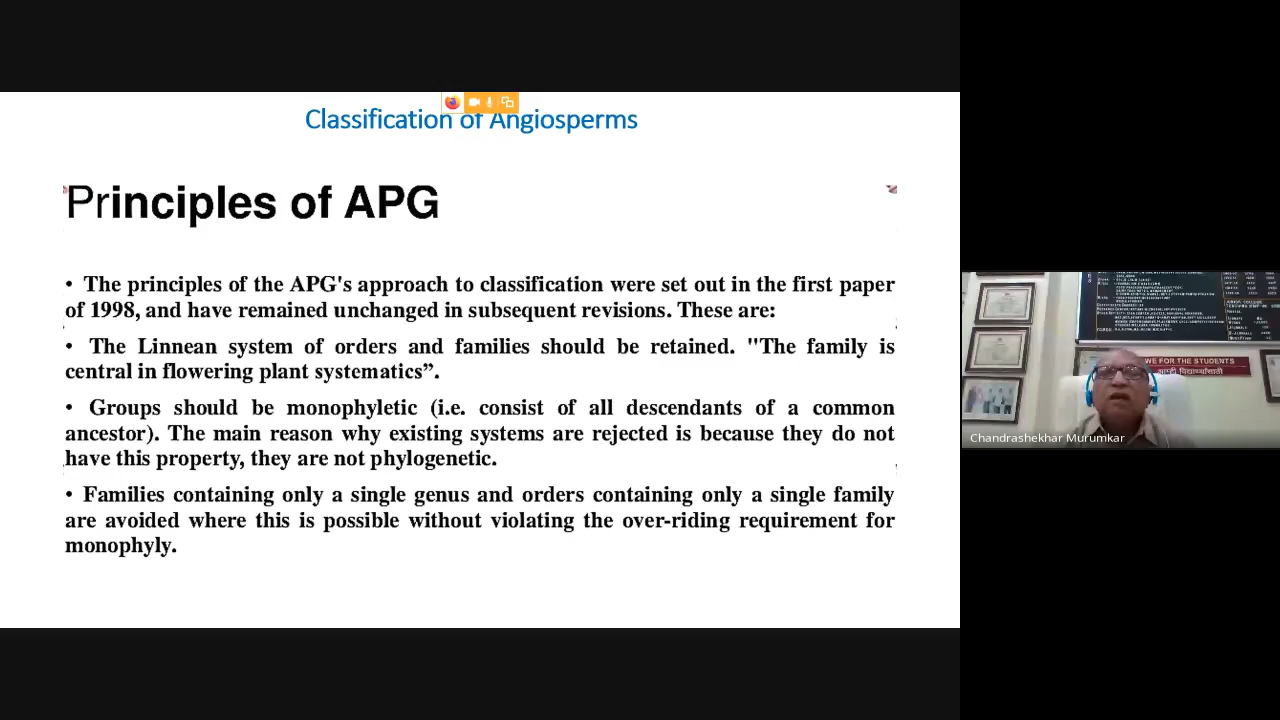 Classification of Angiosperms
Principles of APG
• The principles of the APG's approach to classification were set out in the first paper
of 1998, and have remained unchanged in subsequent revisions. These are:
• The Linnean system of orders and families should be retained. "The family is
central in flowering plant systematics”.
• Groups should be monophyletic (i.e. consist of all descendants of a common
ancestor). The main reason why existing systems are rejected is because they do not
have this property, they are not phylogenetic.
• Families containing only a single genus and orders containing only a single family
are avoided where this is possible without violating the over-riding requirement for
monophyly.
WE FOR THE STUDENTS
Chandrashekhar Murumkar